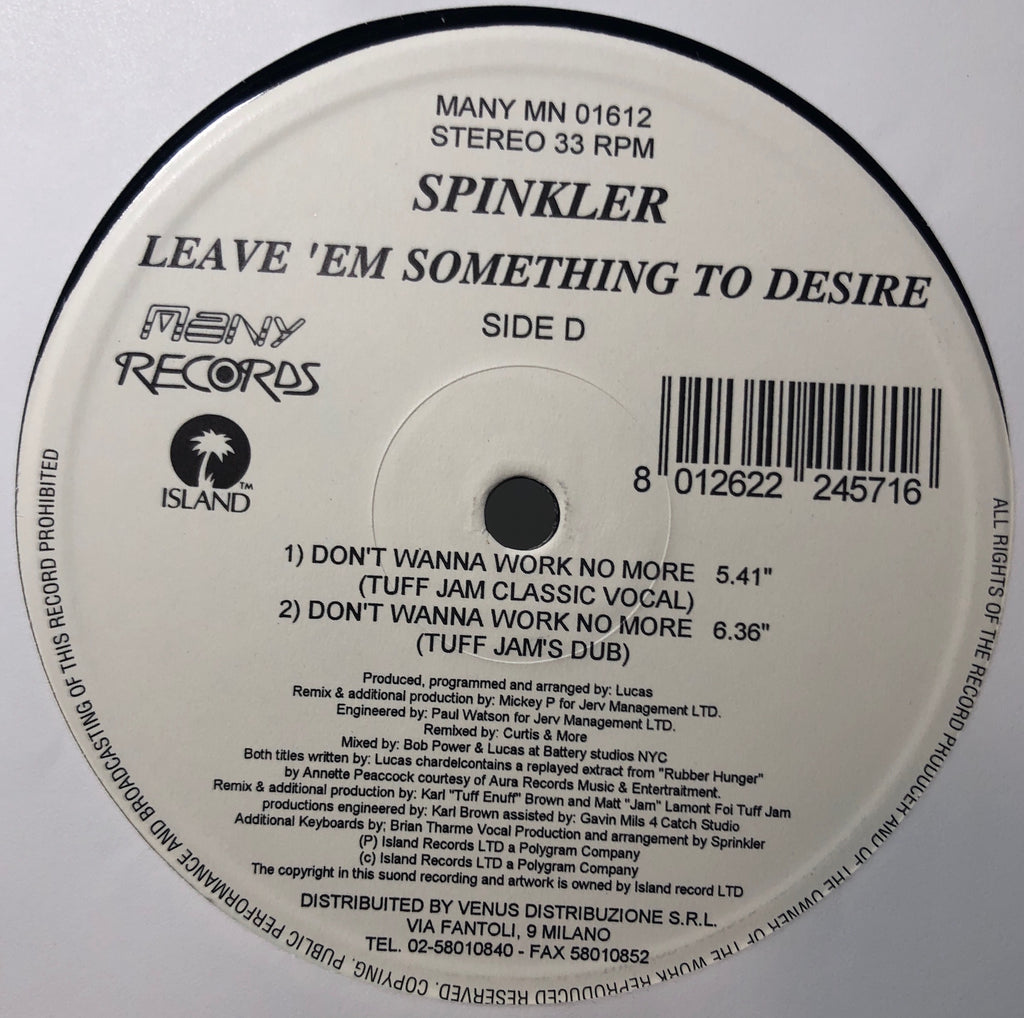 MANY MN 01612
STEREO 33 RPM
SPINKLER
LEAVE 'EM SOMETHING TO DESIRE
MANY
RECORDS
SIDE D
ISLAND™
8 012622 245716
1) DON'T WANNA WORK NO MORE 5.41"
(TUFF JAM CLASSIC VOCAL)
2) DON'T WANNA WORK NO MORE 6.36"
(TUFF JAM'S DUB)
Produced, programmed and arranged by: Lucas
Remix & additional production by: Mickey P for Jerv Management LTD.
Engineered by: Paul Watson for Jerv Management LTD.
Remixed by: Curtis & More
Mixed by: Bob Power & Lucas at Battery studios NYC
Both titles written by: Lucas chardelcontains a replayed extract from "Rubber Hunger"
by Annette Peaccock courtesy of Aura Records Music & Entertraitment.
Remix & additional production by: Karl "Tuff Enuff" Brown and Matt "Jam" Lamont Foi Tuff Jam
productions engineered by: Karl Brown assisted by: Gavin Mils 4 Catch Studio
Additional Keyboards by; Brian Tharme Vocal Production and arrangement by Sprinkler
(P) Island Records LTD a Polygram Company
(c) Island Records LTD a Polygram Company
The copyright in this suond recording and artwork is owned by Island record LTD
DISTRIBUITED BY VENUS DISTRIBUZIONE S.R.L.
VIA FANTOLI, 9 MILANO
TEL. 02-58010840 - FAX 58010852
ALL RIGHTS OF THE RECORD PRODUCER AND OF THE OWNER OF THE WORK REPRODUCED RESERVED. COPYING. PUBLIC PERFORMANCE AND BROADCASTING OF THIS RECORD PROHIBITED